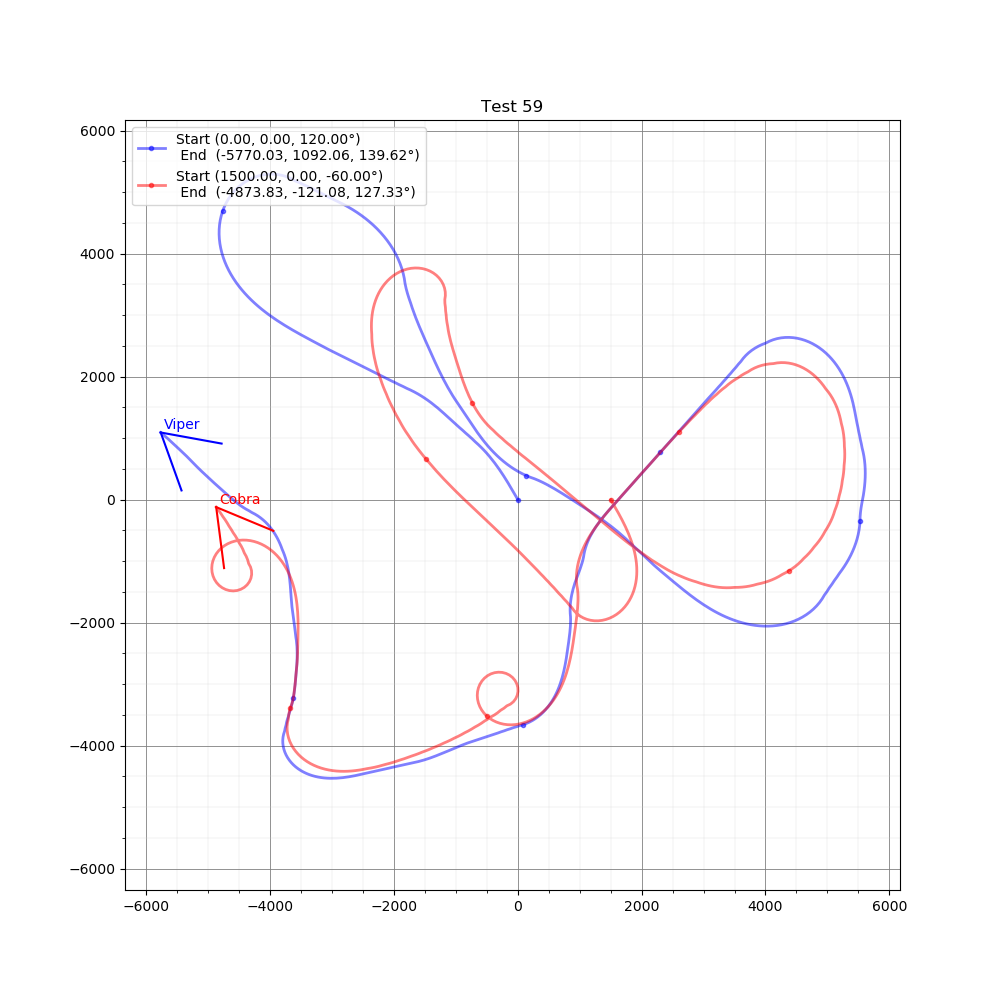 Test 59
Start (0.00, 0.00, 120.00°)
End (-5770.03, 1092.06, 139.62°)
Start (1500.00, 0.00, -60.00°)
End (-4873.83, -121.08, 127.33°)
6000
4000
2000
0
−2000
−4000
−6000
Viper
Cobra
−6000 −4000 −2000 0 2000 4000 6000